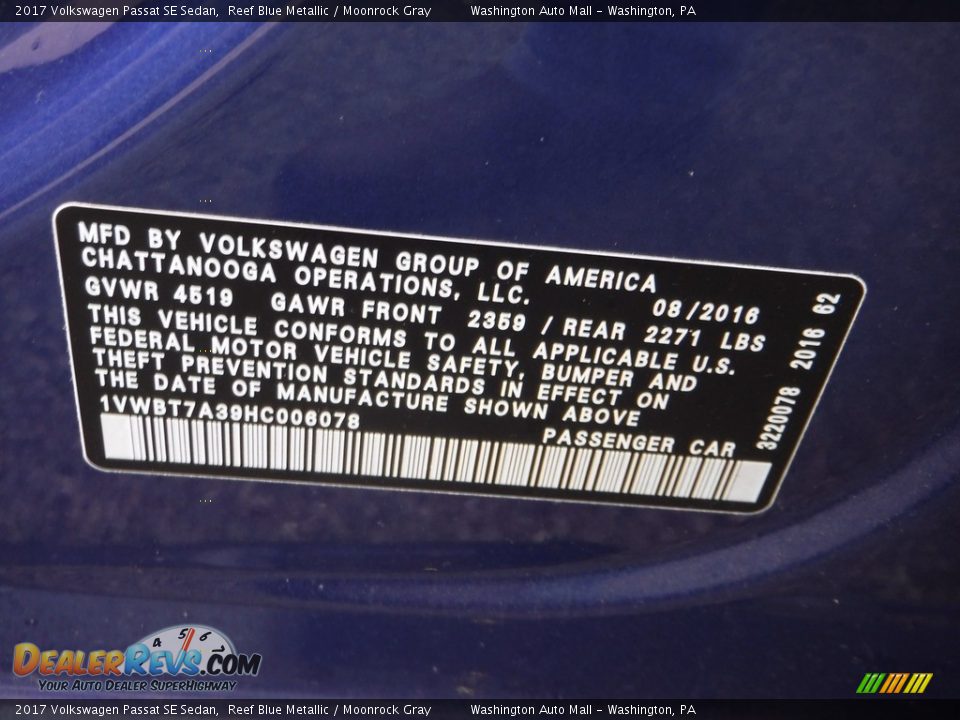 2017 Volkswagen Passat SE Sedan, Reef Blue Metallic / Moonrock Gray Washington Auto Mall - Washington, PA
MFD BY VOLKSWAGEN GROUP OF AMERICA
CHATTANOOGA OPERATIONS, LLC.
08/2016
GVWR 4519 GAWR FRONT 2359 / REAR 2271 LBS
THIS VEHICLE CONFORMS TO ALL APPLICABLE U.S.
FEDERAL MOTOR VEHICLE SAFETY, BUMPER AND
THEFT PREVENTION STANDARDS IN EFFECT ON
THE DATE OF MANUFACTURE SHOWN ABOVE
1VWBT7A39HC006078
PASSENGER CAR
3220078 2016 62
4 5 6
DEALERREVS.COM
YOUR AUTO DEALER SUPERHIGHWAY
2017 Volkswagen Passat SE Sedan, Reef Blue Metallic / Moonrock Gray Washington Auto Mall - Washington, PA